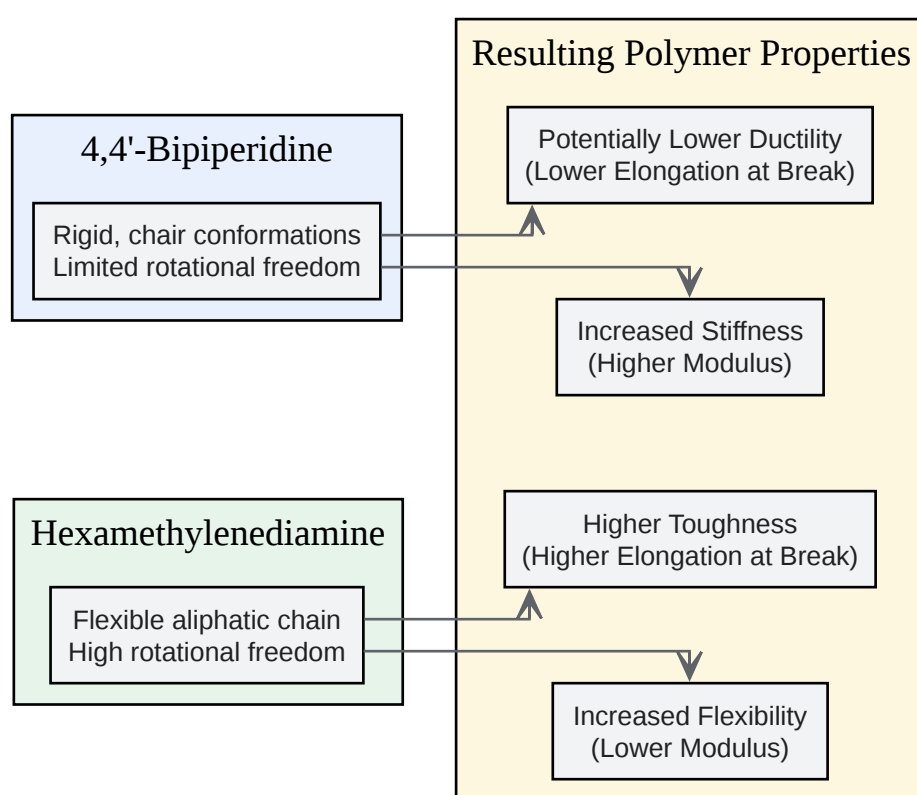 Resulting Polymer Properties
4,4'-Bipiperidine
Rigid, chair conformations
Limited rotational freedom
Potentially Lower Ductility
(Lower Elongation at Break)
Increased Stiffness
(Higher Modulus)
Hexamethylenediamine
Flexible aliphatic chain
High rotational freedom
Higher Toughness
(Higher Elongation at Break)
Increased Flexibility
(Lower Modulus)